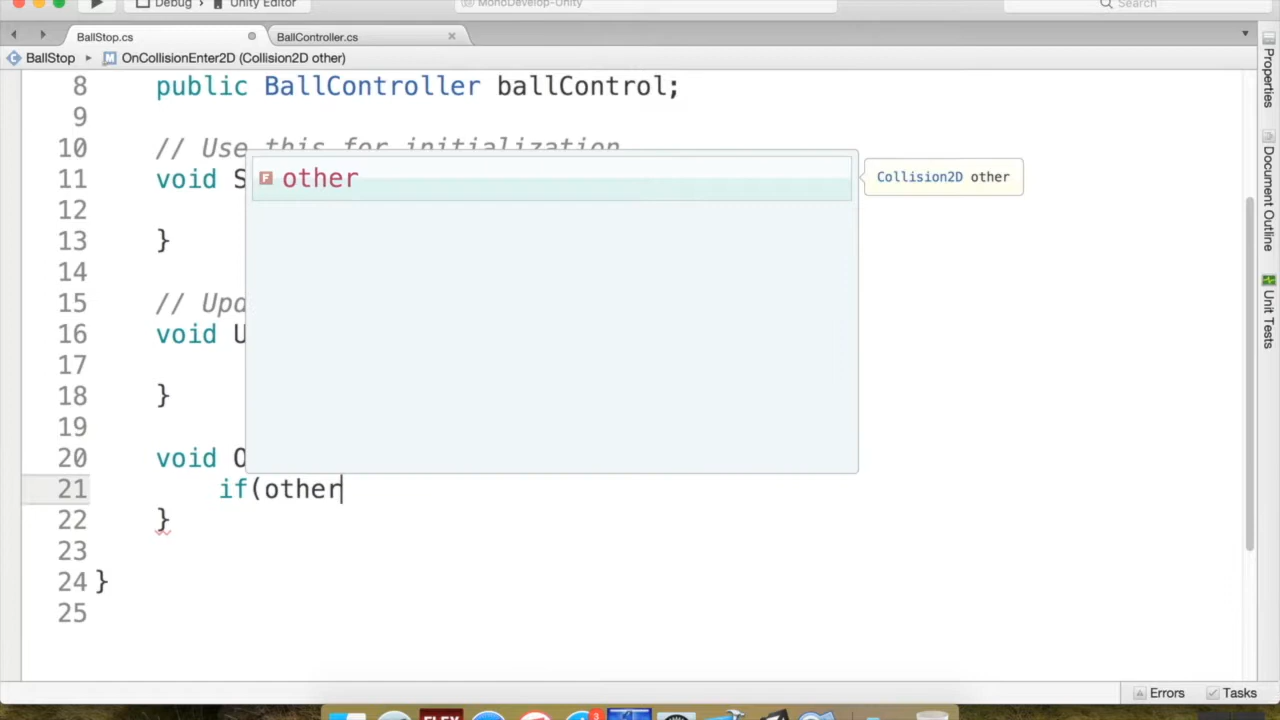 Debug › Unity Editor
MonoDevelop-Unity
Search
BallStop.cs
BallController.cs
BallStop ▸ OnCollisionEnter2D (Collision2D other)
8 public BallController ballControl;
9
10 // Use this for initialization
11 void S
12
13 }
14
15 // Upd
16 void U
17
18 }
19
20 void O
21 if(other
22 }
23
24 }
25
F other
Collision2D other
Properties
Document Outline
Unit Tests
Errors
Tasks
FLEX
3